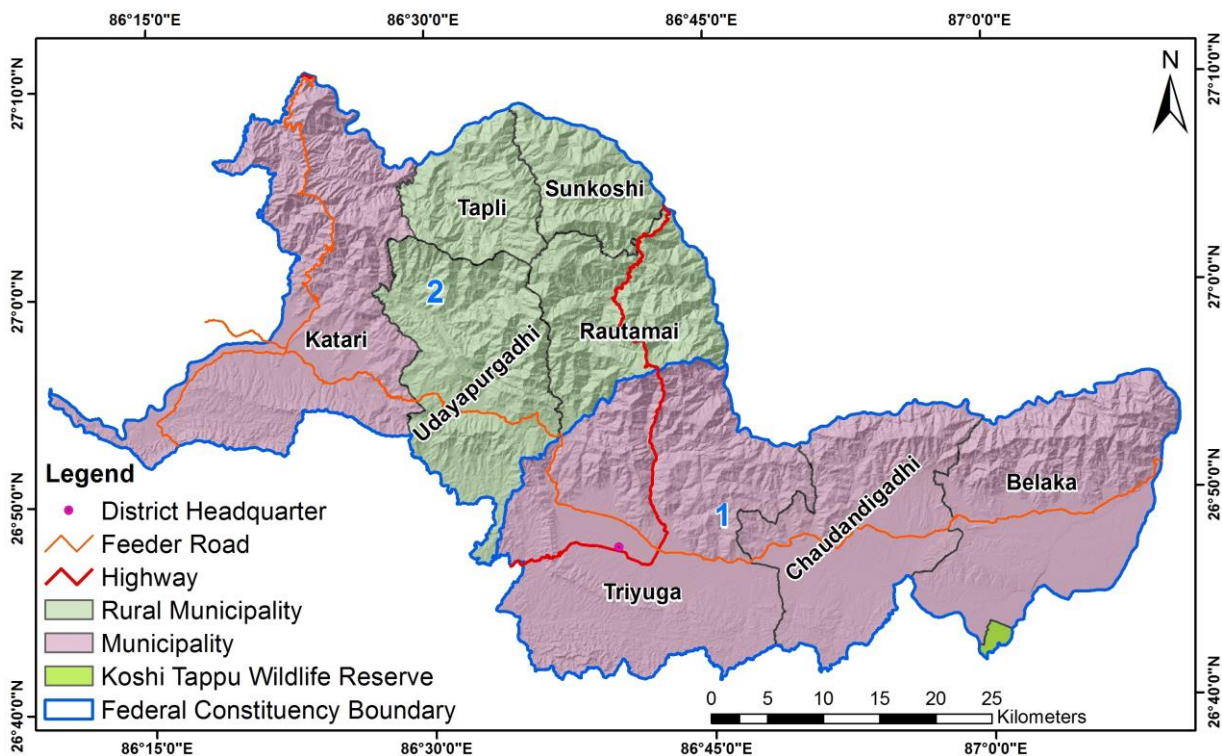 86°15'0"E 86°30'0"E 86°45'0"E 87°0'0"E
27°10'0"N
27°0'0"N
26°50'0"N
26°40'0"N
27°10'0"N
27°0'0"N
26°50'0"N
26°40'0"N
N
Sunkoshi
Tapli
2
Katari
Rautamai
Udayapurgadhi
Belaka
1
Chaudandigadhi
Triyuga
Legend
District Headquarter
Feeder Road
Highway
Rural Municipality
Municipality
Koshi Tappu Wildlife Reserve
Federal Constituency Boundary
0 5 10 15 20 25
Kilometers
86°15'0"E 86°30'0"E 86°45'0"E 87°0'0"E